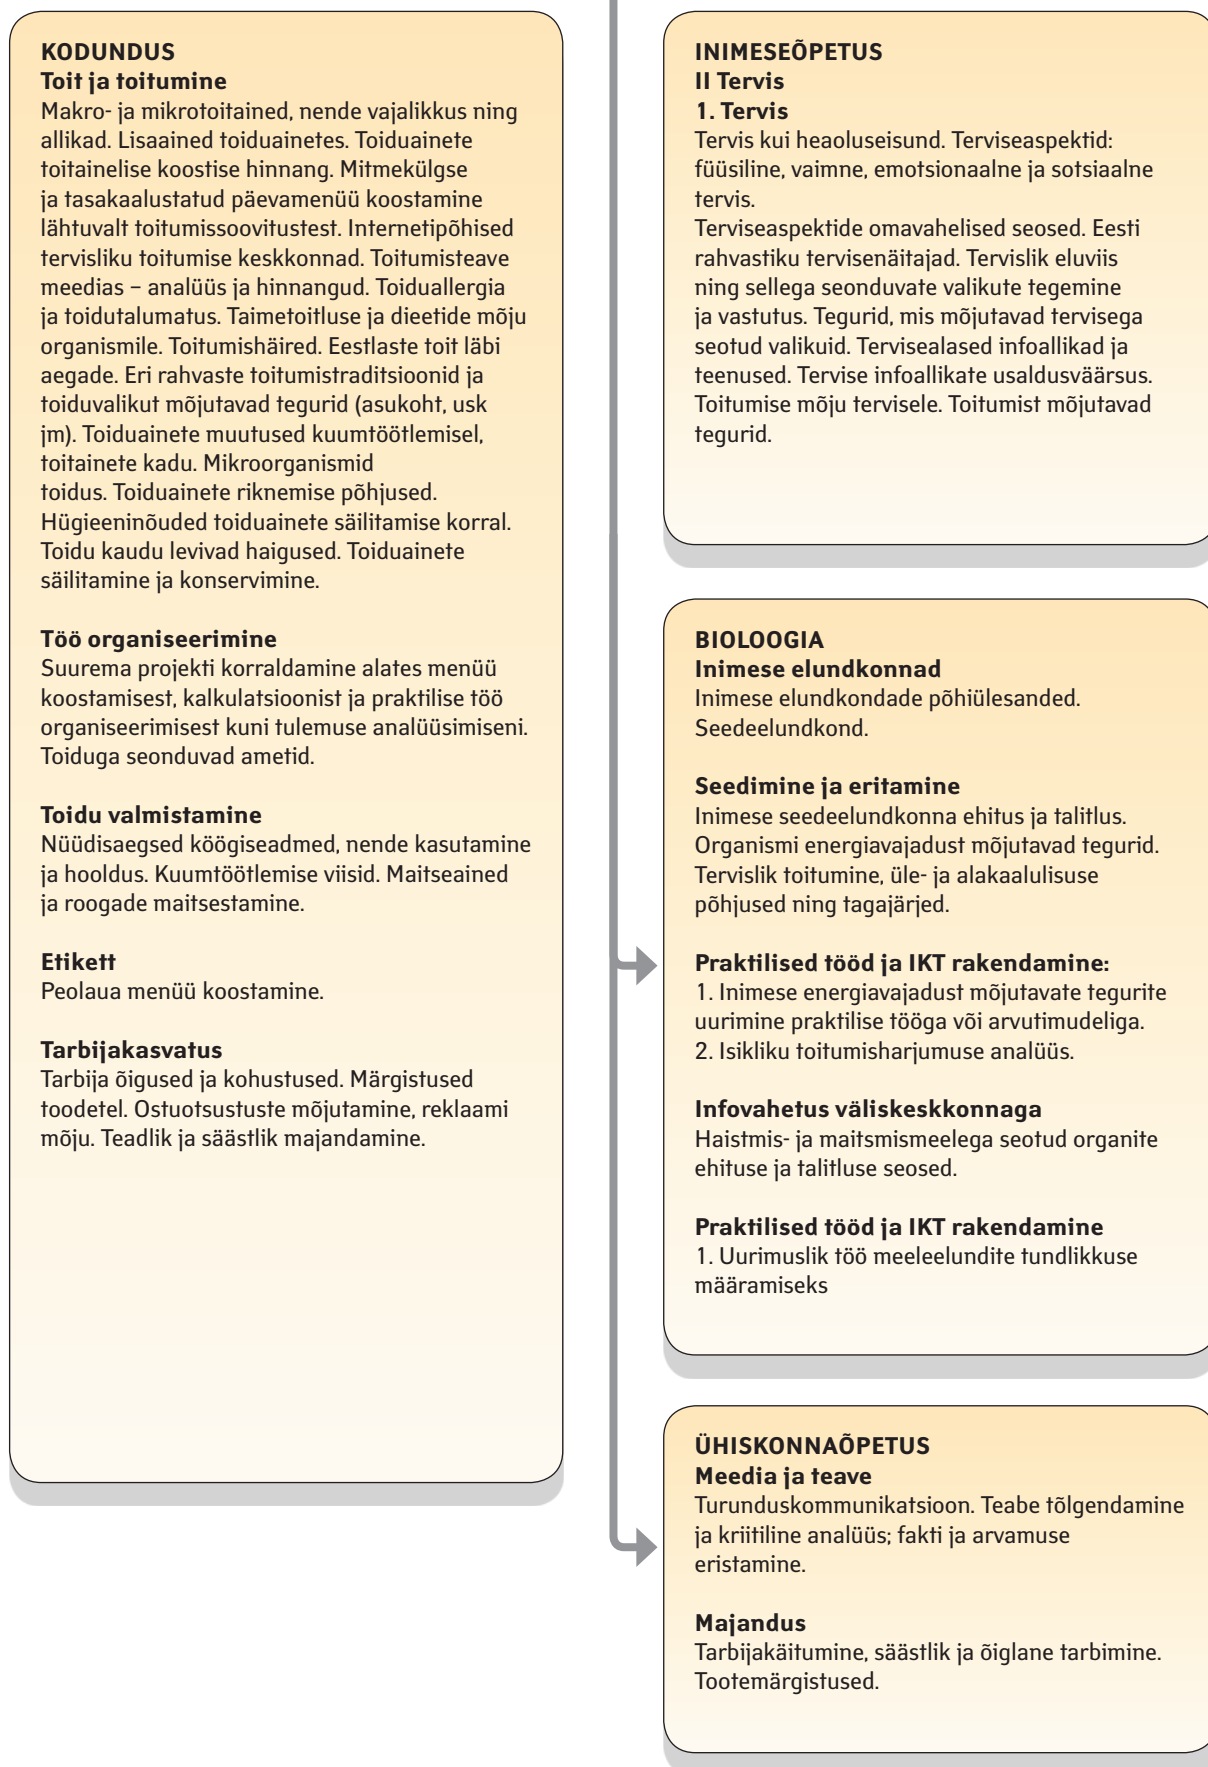 KODUNDUS
Toit ja toitumine
Makro- ja mikrotoitained, nende vajalikkus ning
allikad. Lisaained toiduainetes. Toiduainete
toitainelise koostise hinnang. Mitmekülgse
ja tasakaalustatud päevamenüü koostamine
lähtuvalt toitumissoovitustest. Internetipõhised
tervisliku toitumise keskkonnad. Toitumisteave
meedias – analüüs ja hinnangud. Toiduallergia
ja toidutalumatus. Taimetoitluse ja dieetide mõju
organismile. Toitumishäired. Eestlaste toit läbi
aegade. Eri rahvaste toitumistraditsioonid ja
toiduvalikut mõjutavad tegurid (asukoht, usk
jm). Toiduainete muutused kuumtöötlemisel,
toitainete kadu. Mikroorganismid
toidus. Toiduainete riknemise põhjused.
Hügieeninõuded toiduainete säilitamise korral.
Toidu kaudu levivad haigused. Toiduainete
säilitamine ja konservimine.
Töö organiseerimine
Suurema projekti korraldamine alates menüü
koostamisest, kalkulatsioonist ja praktilise töö
organiseerimisest kuni tulemuse analüüsimiseni.
Toiduga seonduvad ametid.
Toidu valmistamine
Nüüdisaegsed köögiseadmed, nende kasutamine
ja hooldus. Kuumtöötlemise viisid. Maitseained
ja roogade maitsestamine.
Etikett
Peolaua menüü koostamine.
Tarbijakasvatus
Tarbija õigused ja kohustused. Märgistused
toodetel. Ostuotsustuste mõjutamine, reklaami
mõju. Teadlik ja säästlik majandamine.
INIMESEÕPETUS
II Tervis
1. Tervis
Tervis kui heaoluseisund. Terviseaspektid:
füüsiline, vaimne, emotsionaalne ja sotsiaalne
tervis.
Terviseaspektide omavahelised seosed. Eesti
rahvastiku tervisenäitajad. Tervislik eluviis
ning sellega seonduvate valikute tegemine
ja vastutus. Tegurid, mis mõjutavad tervisega
seotud valikuid. Tervisealased infoallikad ja
teenused. Tervise infoallikate usaldusväärsus.
Toitumise mõju tervisele. Toitumist mõjutavad
tegurid.
BIOLOOGIA
Inimese elundkonnad
Inimese elundkondade põhiülesanded.
Seedeelundkond.
Seedimine ja eritamine
Inimese seedeelundkonna ehitus ja talitlus.
Organismi energiavajadust mõjutavad tegurid.
Tervislik toitumine, üle- ja alakaalulisuse
põhjused ning tagajärjed.
Praktilised tööd ja IKT rakendamine:
1. Inimese energiavajadust mõjutavate tegurite
uurimine praktilise tööga või arvutimudeliga.
2. Isikliku toitumisharjumuse analüüs.
Infovahetus väliskeskkonnaga
Haistmis- ja maitsmismeelega seotud organite
ehituse ja talitluse seosed.
Praktilised tööd ja IKT rakendamine
1. Uurimuslik töö meeleelundite tundlikkuse
määramiseks
ÜHISKONNAÕPETUS
Meedia ja teave
Turunduskommunikatsioon. Teabe tõlgendamine
ja kriitiline analüüs; fakti ja arvamuse
eristamine.
Majandus
Tarbijakäitumine, säästlik ja õiglane tarbimine.
Tootemärgistused.